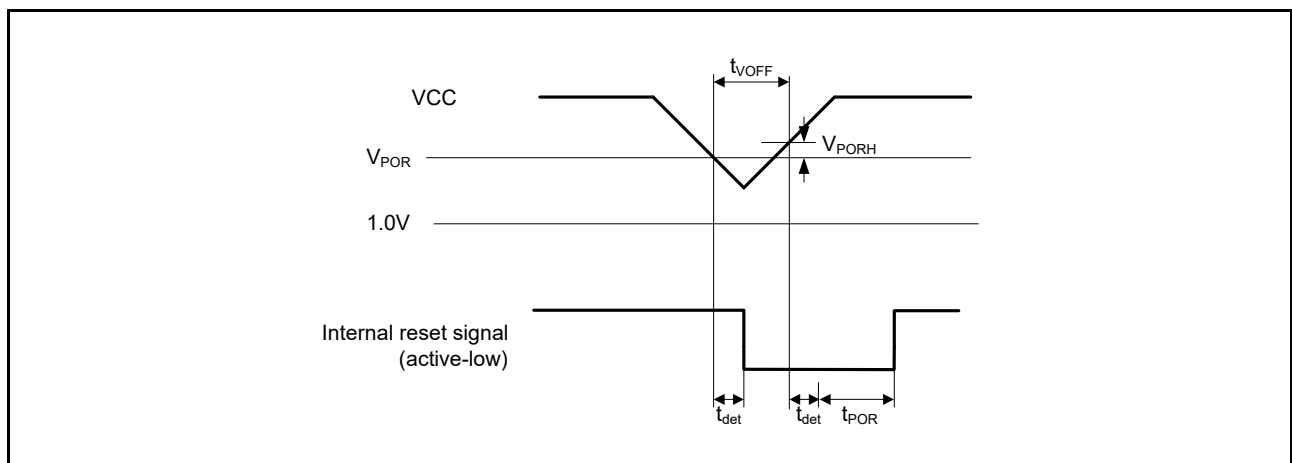 tVOFF
VCC
VPORH
VPOR
1.0V
Internal reset signal
(active-low)
tdet
tdet
tPOR